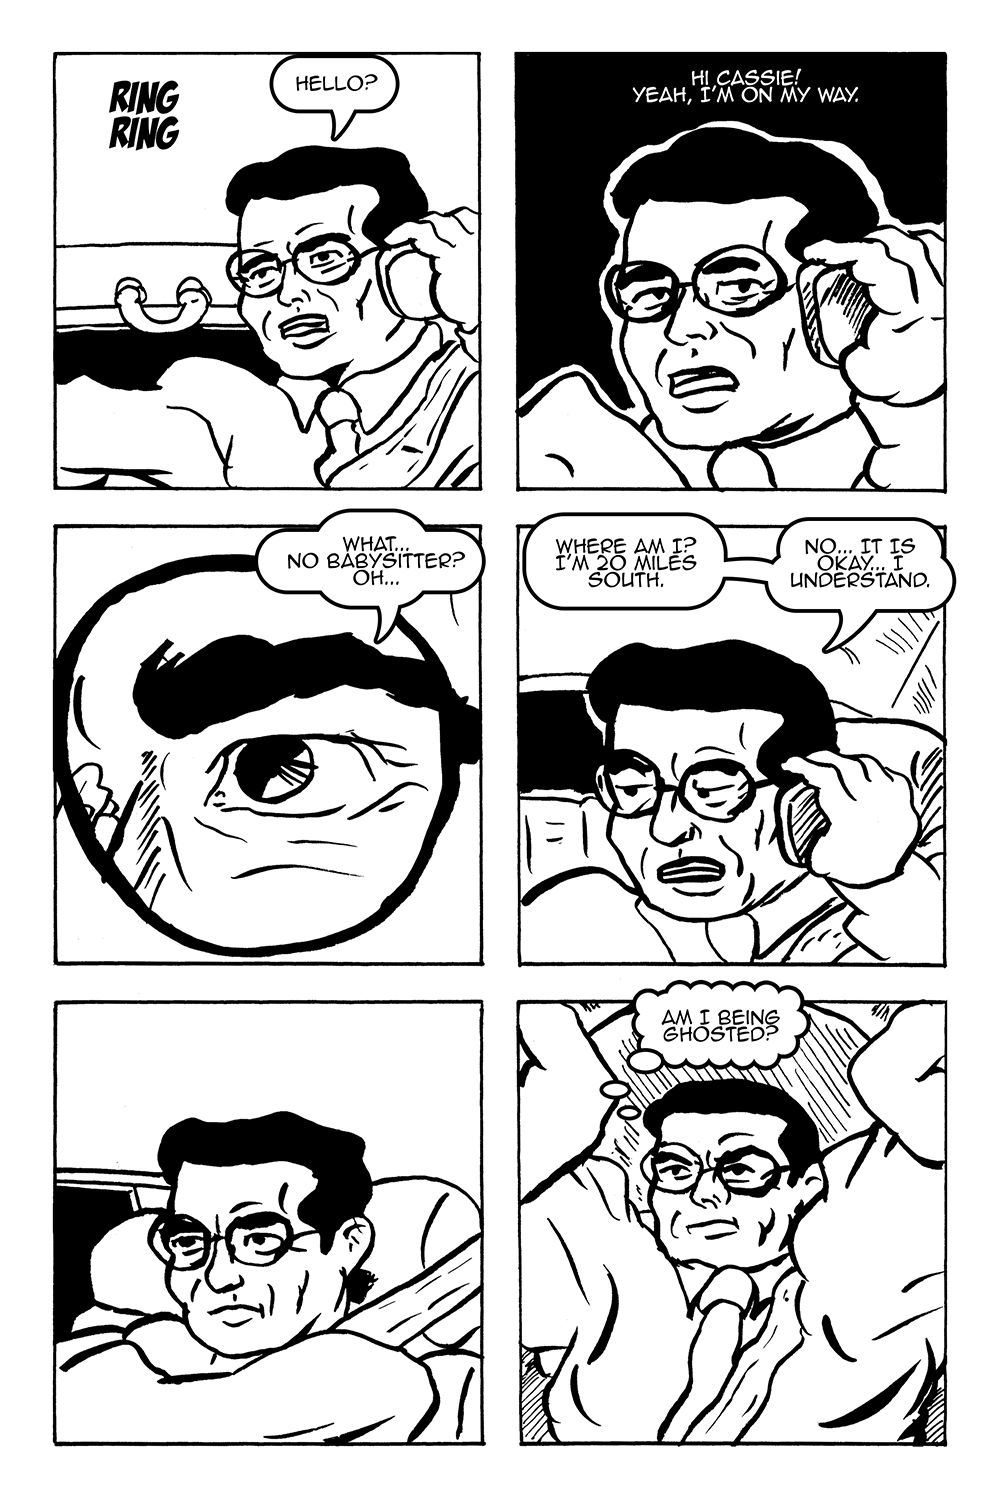 RING
RING
HELLO?
HI CASSIE!
YEAH, I'M ON MY WAY.
WHAT...
NO BABYSITTER?
OH...
WHERE AM I?
I'M 20 MILES
SOUTH.
NO... IT IS
OKAY... I
UNDERSTAND.
AM I BEING
GHOSTED?